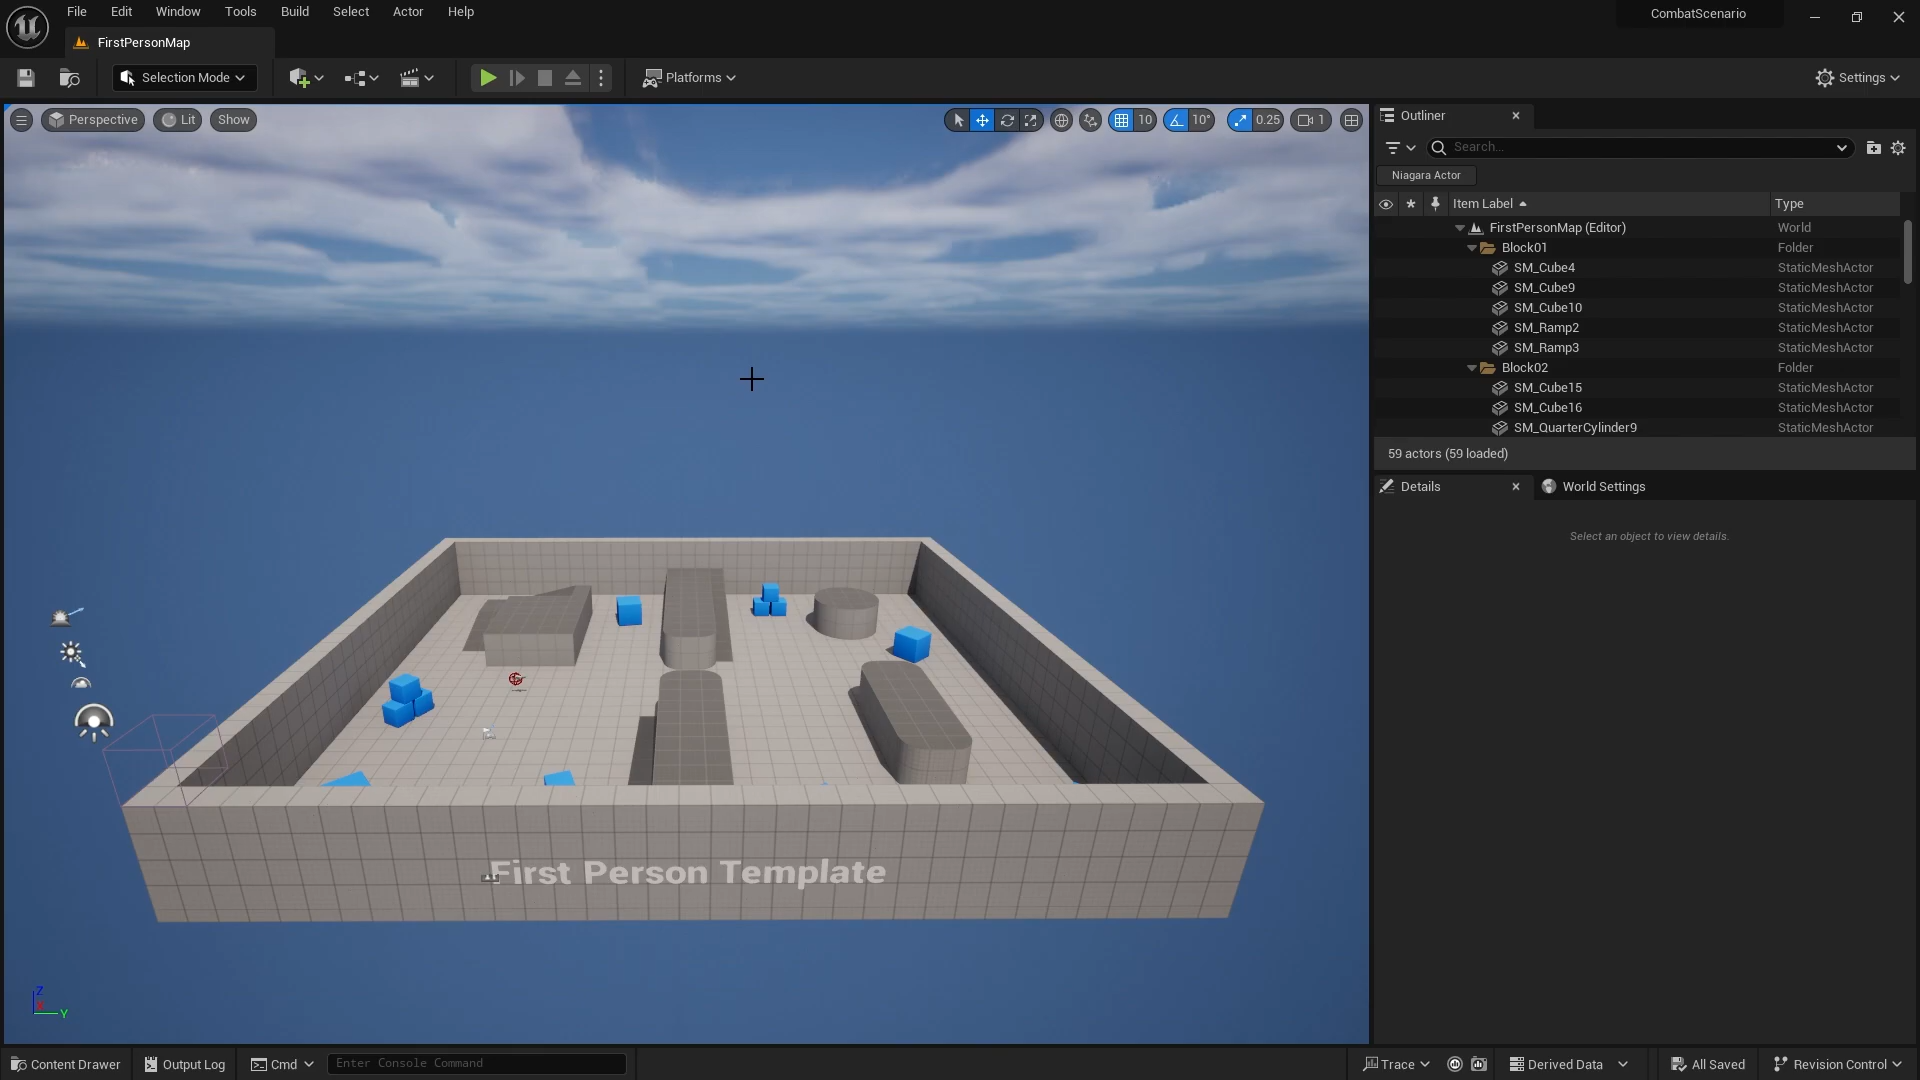 File Edit Window Tools Build Select Actor Help
CombatScenario
FirstPersonMap
Selection Mode
Platforms
Settings
Perspective Lit Show
10 10° 0.25 1
Outliner
Search...
Niagara Actor
Item Label Type
FirstPersonMap (Editor) World
Block01 Folder
SM_Cube4 StaticMeshActor
SM_Cube9 StaticMeshActor
SM_Cube10 StaticMeshActor
SM_Ramp2 StaticMeshActor
SM_Ramp3 StaticMeshActor
Block02 Folder
SM_Cube15 StaticMeshActor
SM_Cube16 StaticMeshActor
SM_QuarterCylinder9 StaticMeshActor
59 actors (59 loaded)
Details World Settings
Select an object to view details.
First Person Template
Z
Y
Content Drawer Output Log Cmd Enter Console Command Trace Derived Data All Saved Revision Control